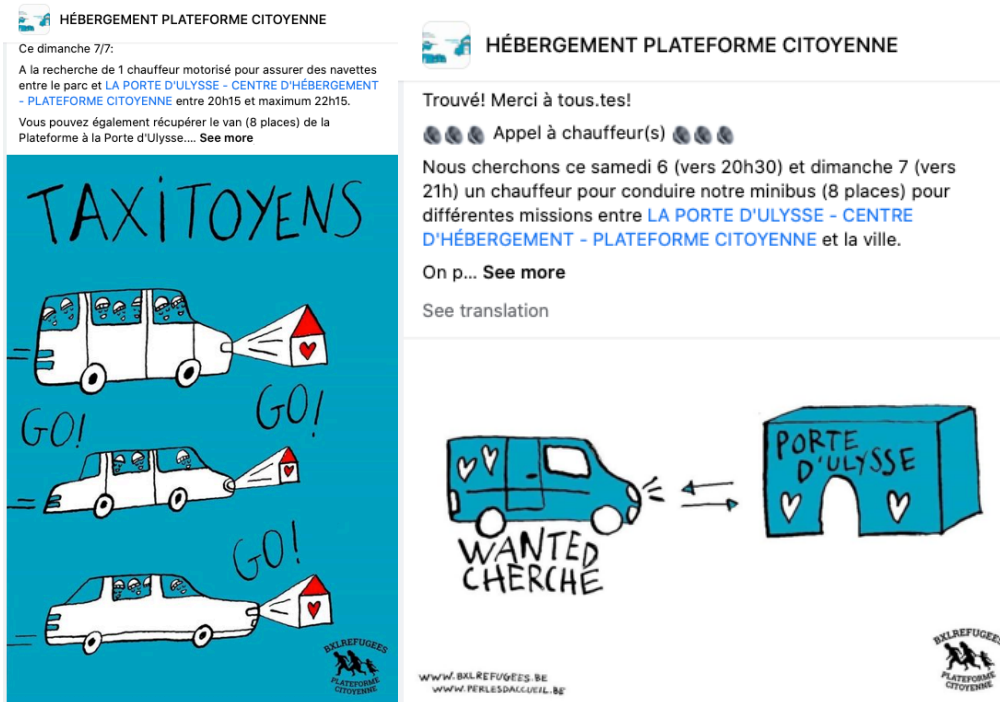 HÉBERGEMENT PLATEFORME CITOYENNE
Ce dimanche 7/7:
A la recherche de 1 chauffeur motorisé pour assurer des navettes
entre le parc et LA PORTE D'ULYSSE - CENTRE D'HÉBERGEMENT
- PLATEFORME CITOYENNE entre 20h15 et maximum 22h15.
Vous pouvez également récupérer le van (8 places) de la
Plateforme à la Porte d'Ulysse.... See more
TAXITOYENS
GO!
GO!
GO!
BXLREFUGEES
PLATEFORME
CITOYENNE
HÉBERGEMENT PLATEFORME CITOYENNE
Trouvé! Merci à tous.tes!
Appel à chauffeur(s)
Nous cherchons ce samedi 6 (vers 20h30) et dimanche 7 (vers
21h) un chauffeur pour conduire notre minibus (8 places) pour
différentes missions entre LA PORTE D'ULYSSE - CENTRE
D'HÉBERGEMENT - PLATEFORME CITOYENNE et la ville.
On p... See more
See translation
PORTE
D'ULYSSE
WANTED
CHERCHE
WWW.BXLREFUGEES.BE
WWW.PERLESDACCUEIL.BE
BXLREFUGEES
PLATEFORME
CITOYENNE